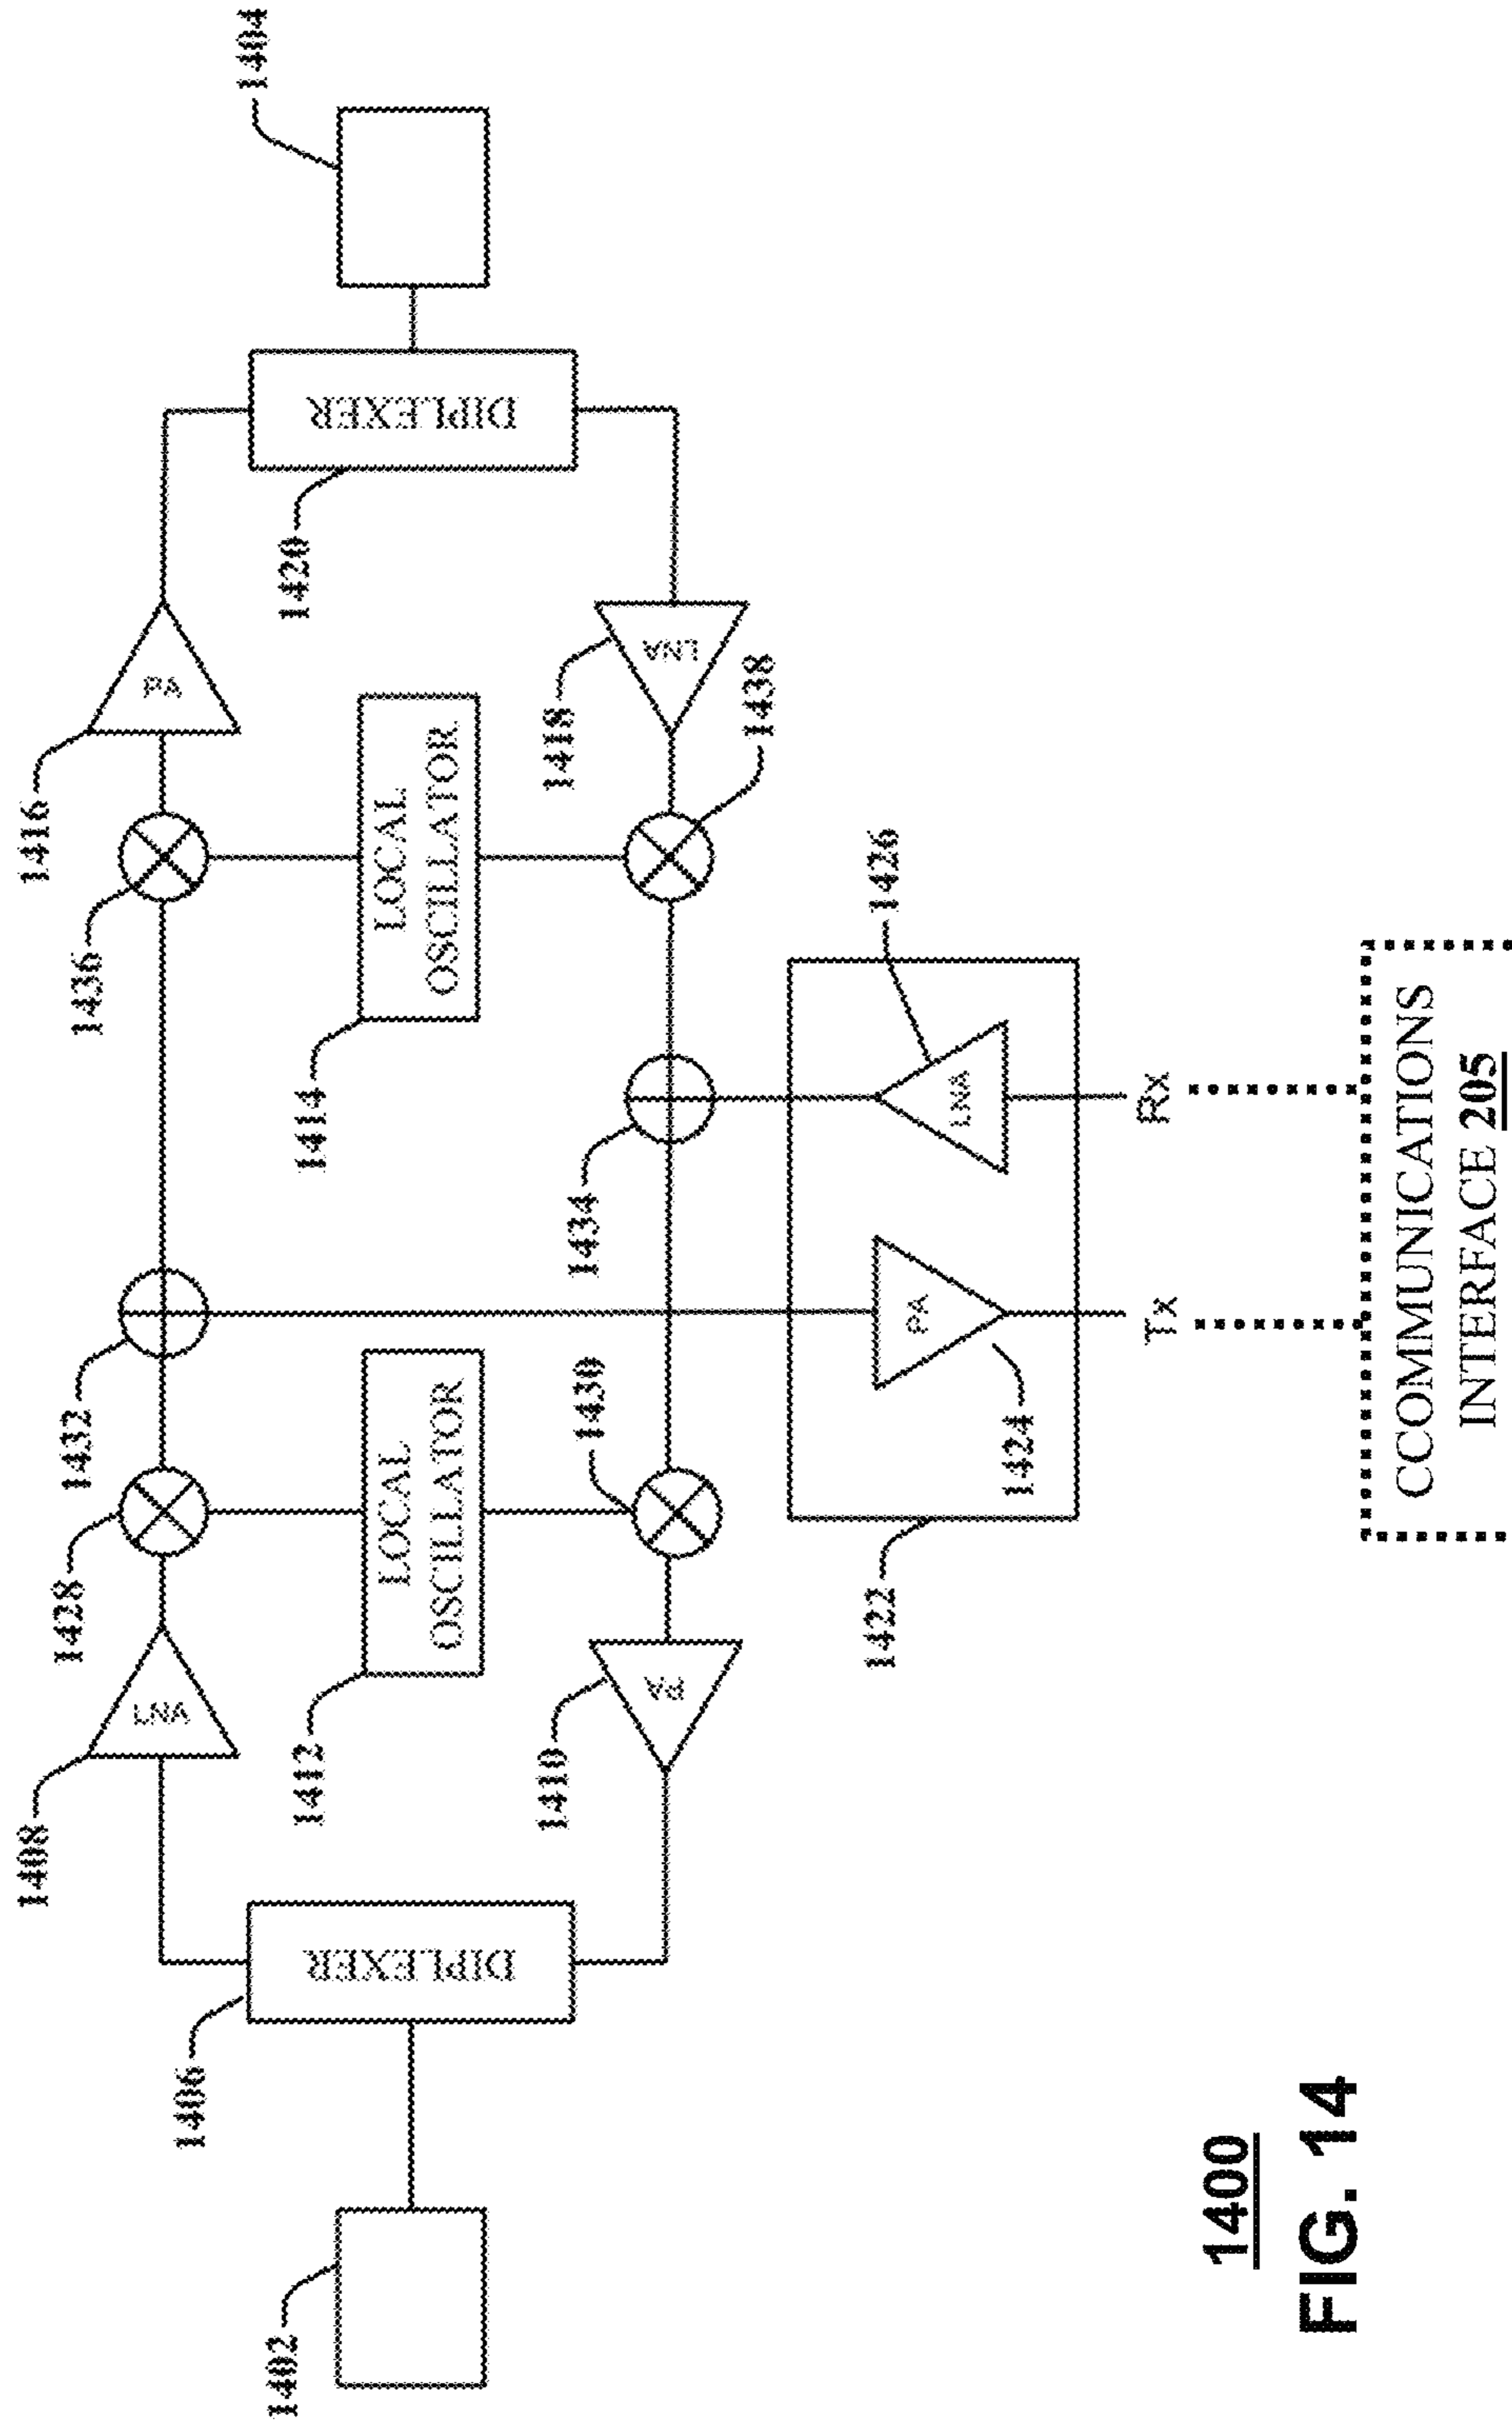 1408
1416
1428
1432
1436
LNA
PA
1406
1404
1402
1412
1414
1420
DIPLEXER
LOCAL
OSCILLATOR
LOCAL
OSCILLATOR
DIPLEXER
1410
1430
1434
1418
PA
LNA
1438
1422
1426
PA
LNA
1424
Tx
Rx
1400
FIG. 14
CCOMMUNICATIONS
INTERFACE 205